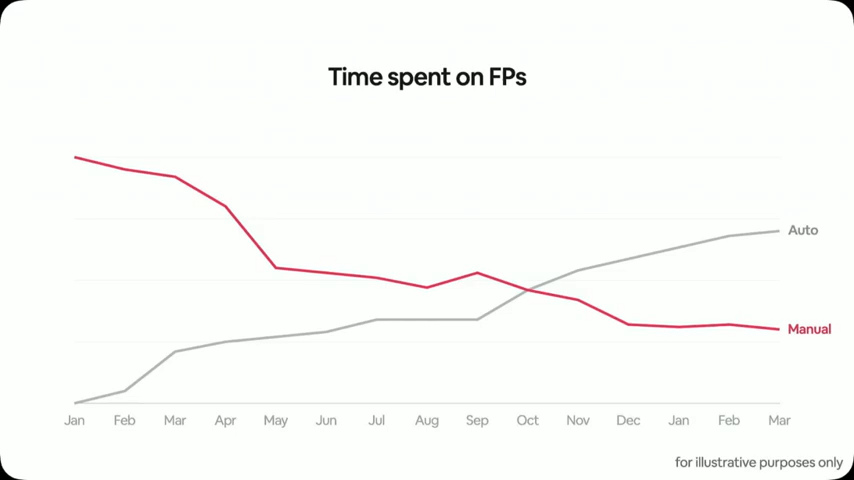 Time spent on FPs
Auto
Manual
Jan Feb Mar Apr May Jun Jul Aug Sep Oct Nov Dec Jan Feb Mar
for illustrative purposes only